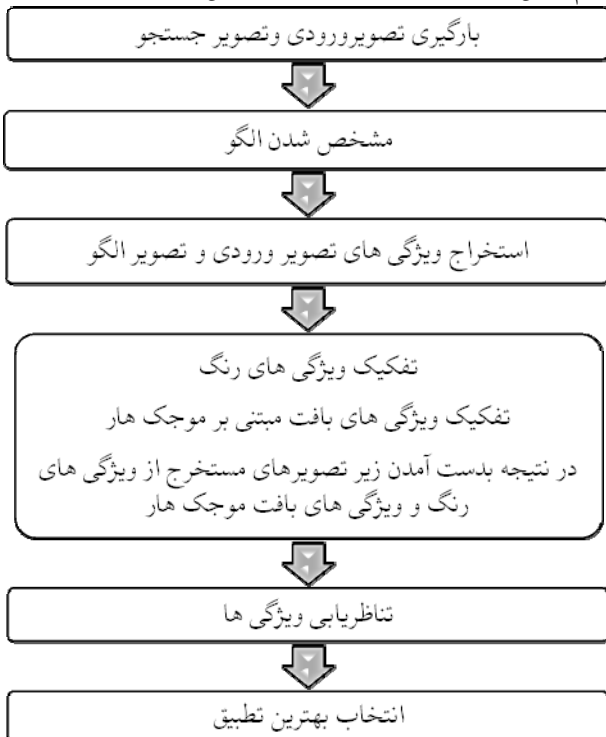 بارگیری تصویرورودی وتصویر جستجو
مشخص شدن الگو
استخراج ویژگی های تصویر ورودی و تصویر الگو
تفکیک ویژگی های رنگ
تفکیک ویژگی های بافت مبتنی بر موجک هار
در نتیجه بدست آمدن زیر تصویرهای مستخرج از ویژگی های
رنگ و ویژگی های بافت موجک هار
تناظریابی ویژگی ها
انتخاب بهترین تطبیق